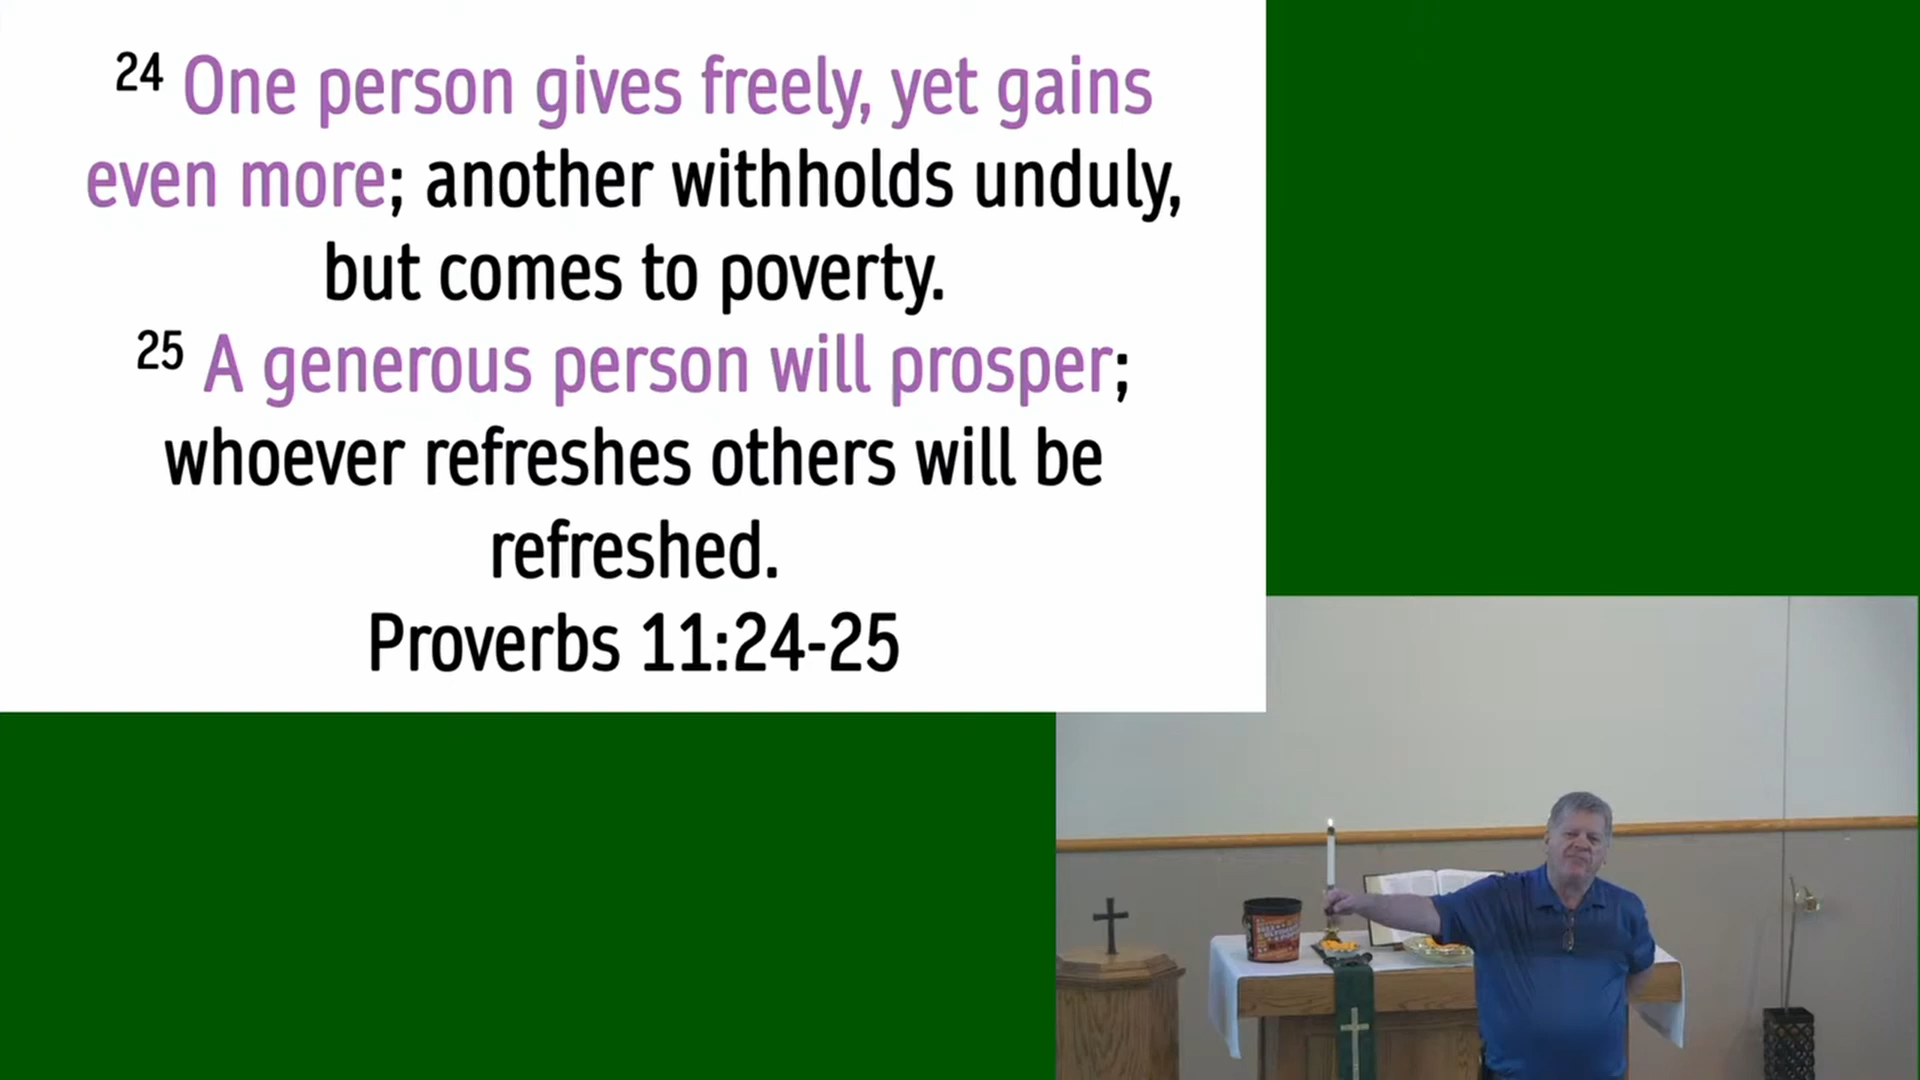 24 One person gives freely, yet gains
even more; another withholds unduly,
but comes to poverty.
25 A generous person will prosper;
whoever refreshes others will be
refreshed.
Proverbs 11:24-25